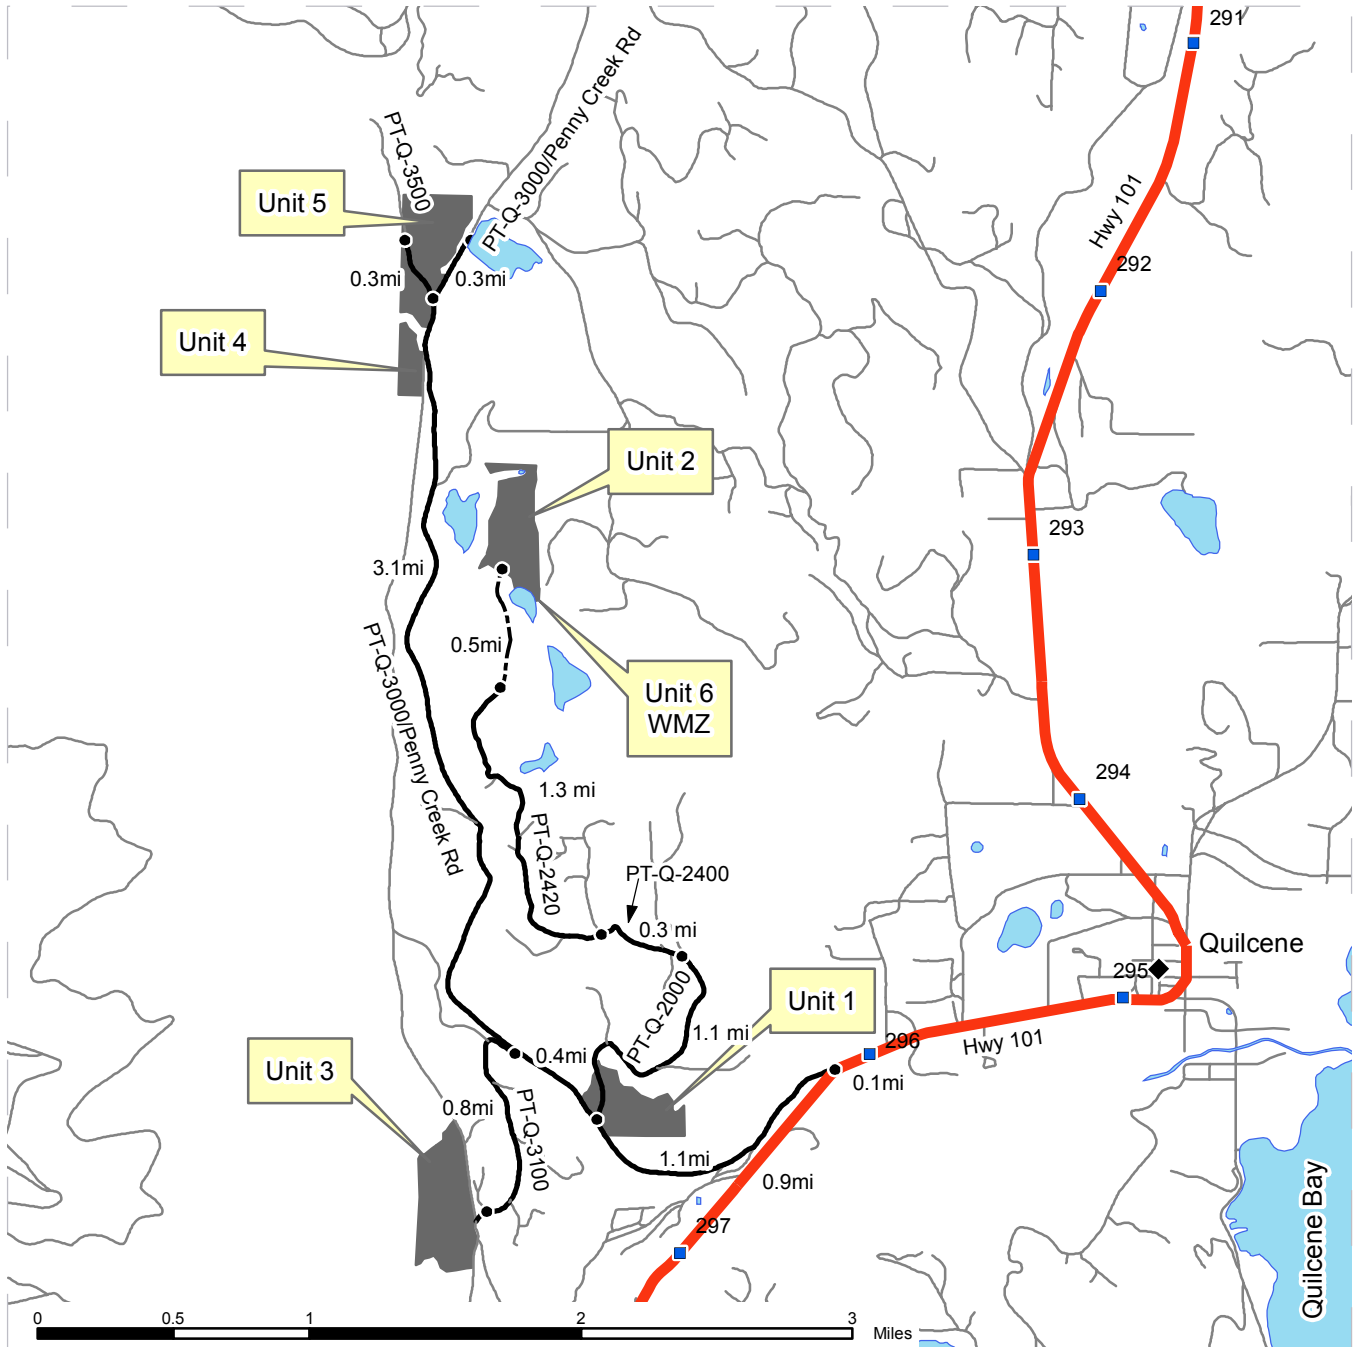 291
PT-Q-3000/Penny Creek Rd
PT-Q-3500
Unit 5
Hwy 101
292
0.3mi
0.3mi
Unit 4
Unit 2
293
3.1mi
0.5mi
PT-Q-3000/Penny Creek Rd
Unit 6
WMZ
294
1.3 mi
PT-Q-2420
PT-Q-2400
0.3 mi
Quilcene
295
PT-Q-2000
Unit 1
1.1 mi
296
Hwy 101
0.4mi
Unit 3
0.1mi
0.8mi
PT-Q-3100
1.1mi
0.9mi
297
Quilcene Bay
0
0.5
1
2
3
Miles